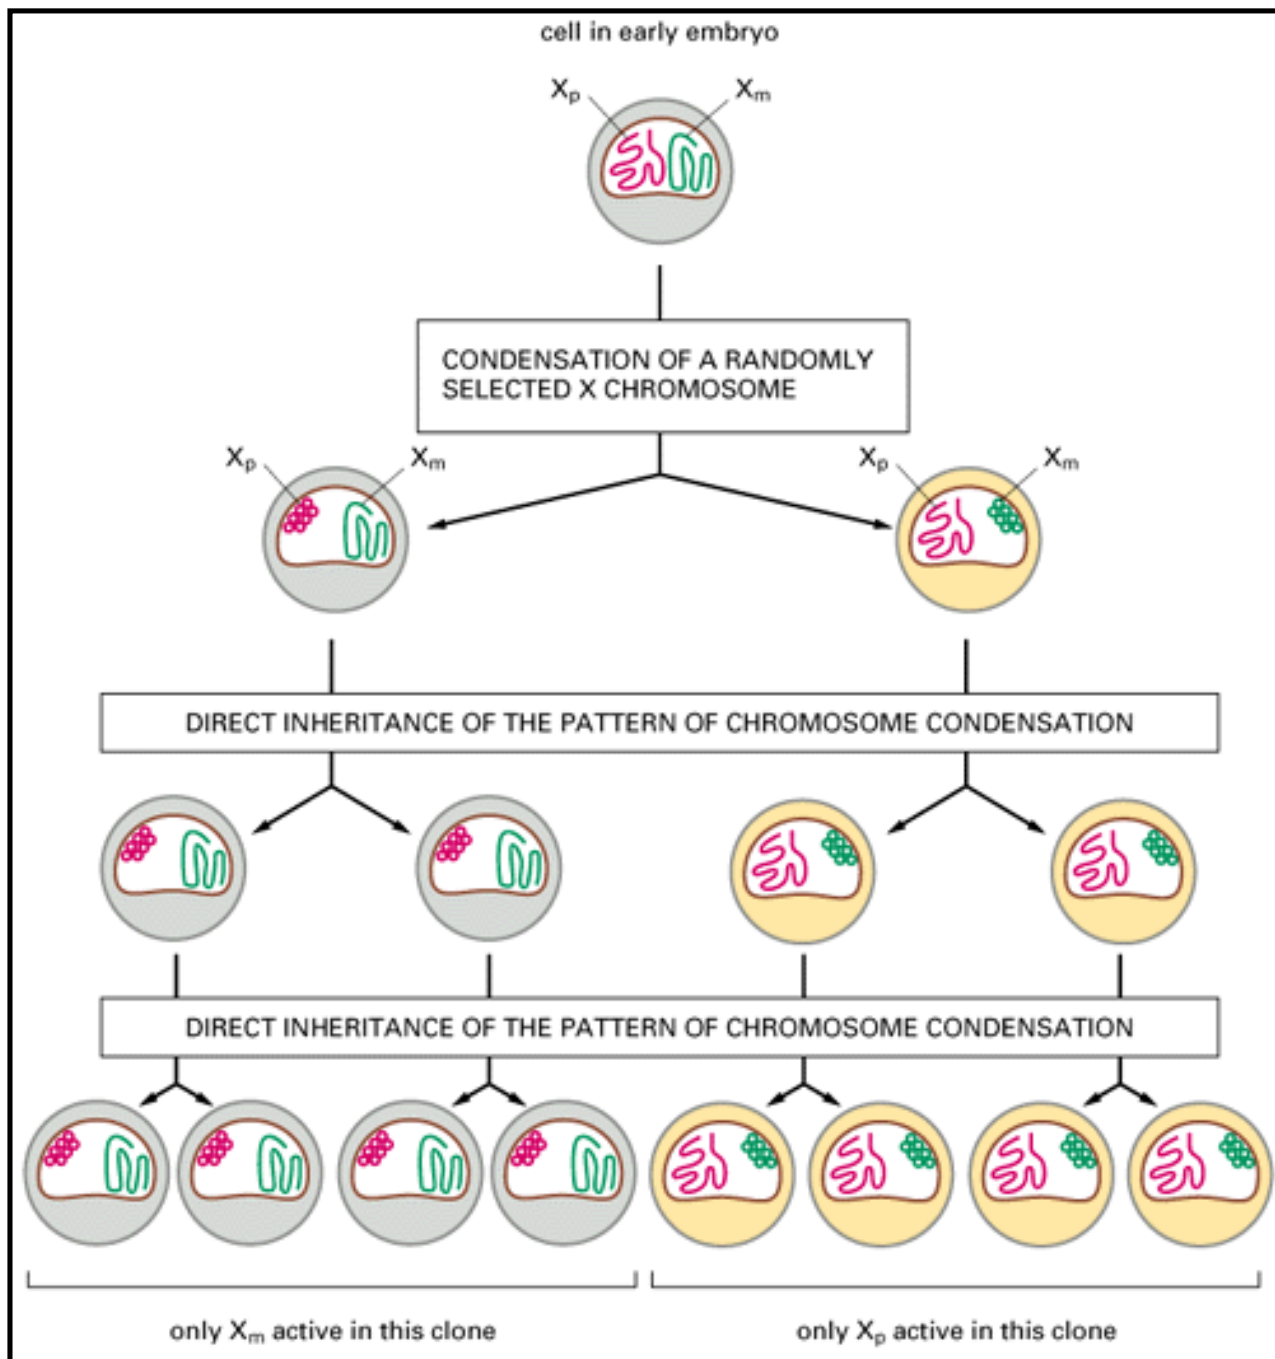 cell in early embryo
Xp Xm
CONDENSATION OF A RANDOMLY
SELECTED X CHROMOSOME
Xp Xm Xp Xm
DIRECT INHERITANCE OF THE PATTERN OF CHROMOSOME CONDENSATION
DIRECT INHERITANCE OF THE PATTERN OF CHROMOSOME CONDENSATION
only Xm active in this clone
only Xp active in this clone